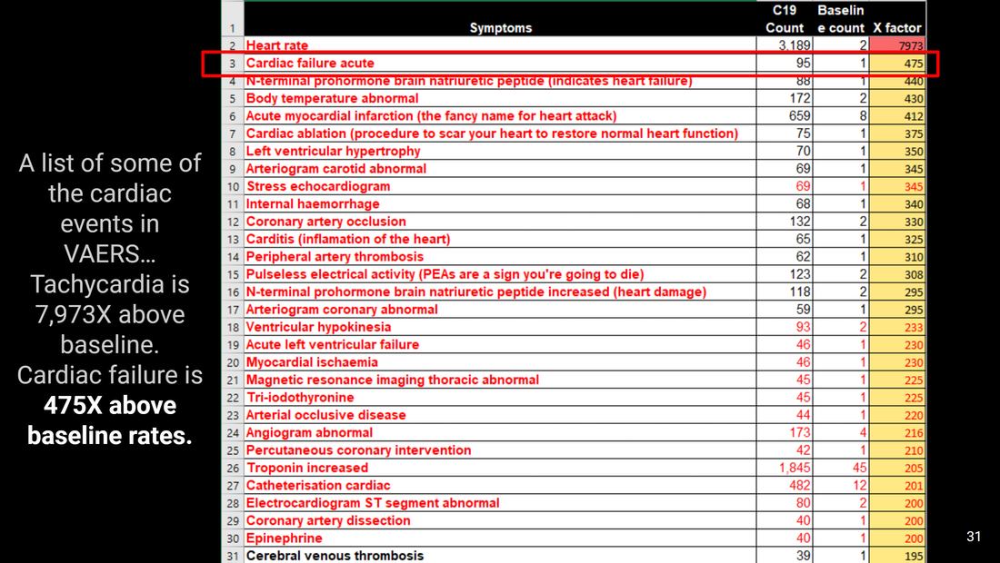 A list of some of
the cardiac
events in
VAERS...
Tachycardia is
7,973X above
baseline.
Cardiac failure is
475X above
baseline rates.
1 Symptoms C19 Count Baselin e count X factor
2 Heart rate 3,189 2 7973
3 Cardiac failure acute 95 1 475
4 N-terminal prohormone brain natriuretic peptide (indicates heart failure) 88 1 440
5 Body temperature abnormal 172 2 430
6 Acute myocardial infarction (the fancy name for heart attack) 659 8 412
7 Cardiac ablation (procedure to scar your heart to restore normal heart function) 75 1 375
8 Left ventricular hypertrophy 70 1 350
9 Arteriogram carotid abnormal 69 1 345
10 Stress echocardiogram 69 1 345
11 Internal haemorrhage 68 1 340
12 Coronary artery occlusion 132 2 330
13 Carditis (inflamation of the heart) 65 1 325
14 Peripheral artery thrombosis 62 1 310
15 Pulseless electrical activity (PEAs are a sign you're going to die) 123 2 308
16 N-terminal prohormone brain natriuretic peptide increased (heart damage) 118 2 295
17 Arteriogram coronary abnormal 59 1 295
18 Ventricular hypokinesia 93 2 233
19 Acute left ventricular failure 46 1 230
20 Myocardial ischaemia 46 1 230
21 Magnetic resonance imaging thoracic abnormal 45 1 225
22 Tri-iodothyronine 45 1 225
23 Arterial occlusive disease 44 1 220
24 Angiogram abnormal 173 4 216
25 Percutaneous coronary intervention 42 1 210
26 Troponin increased 1,845 45 205
27 Catheterisation cardiac 482 12 201
28 Electrocardiogram ST segment abnormal 80 2 200
29 Coronary artery dissection 40 1 200
30 Epinephrine 40 1 200
31 Cerebral venous thrombosis 39 1 195
31